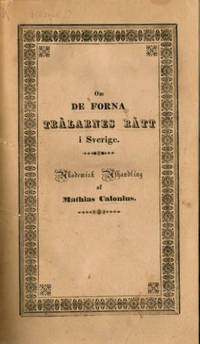 Om
DE FORNA
TRÄLARNES RÄTT
i Sverige.
Akademisk Afhandling
af
Mathias Calonius.